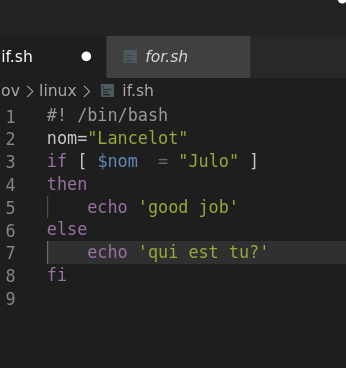 if.sh ● for.sh
ov > linux > if.sh
1 #! /bin/bash
2 nom="Lancelot"
3 if [ $nom  = "Julo" ]
4 then
5     echo 'good job'
6 else
7     echo 'qui est tu?'
8 fi
9